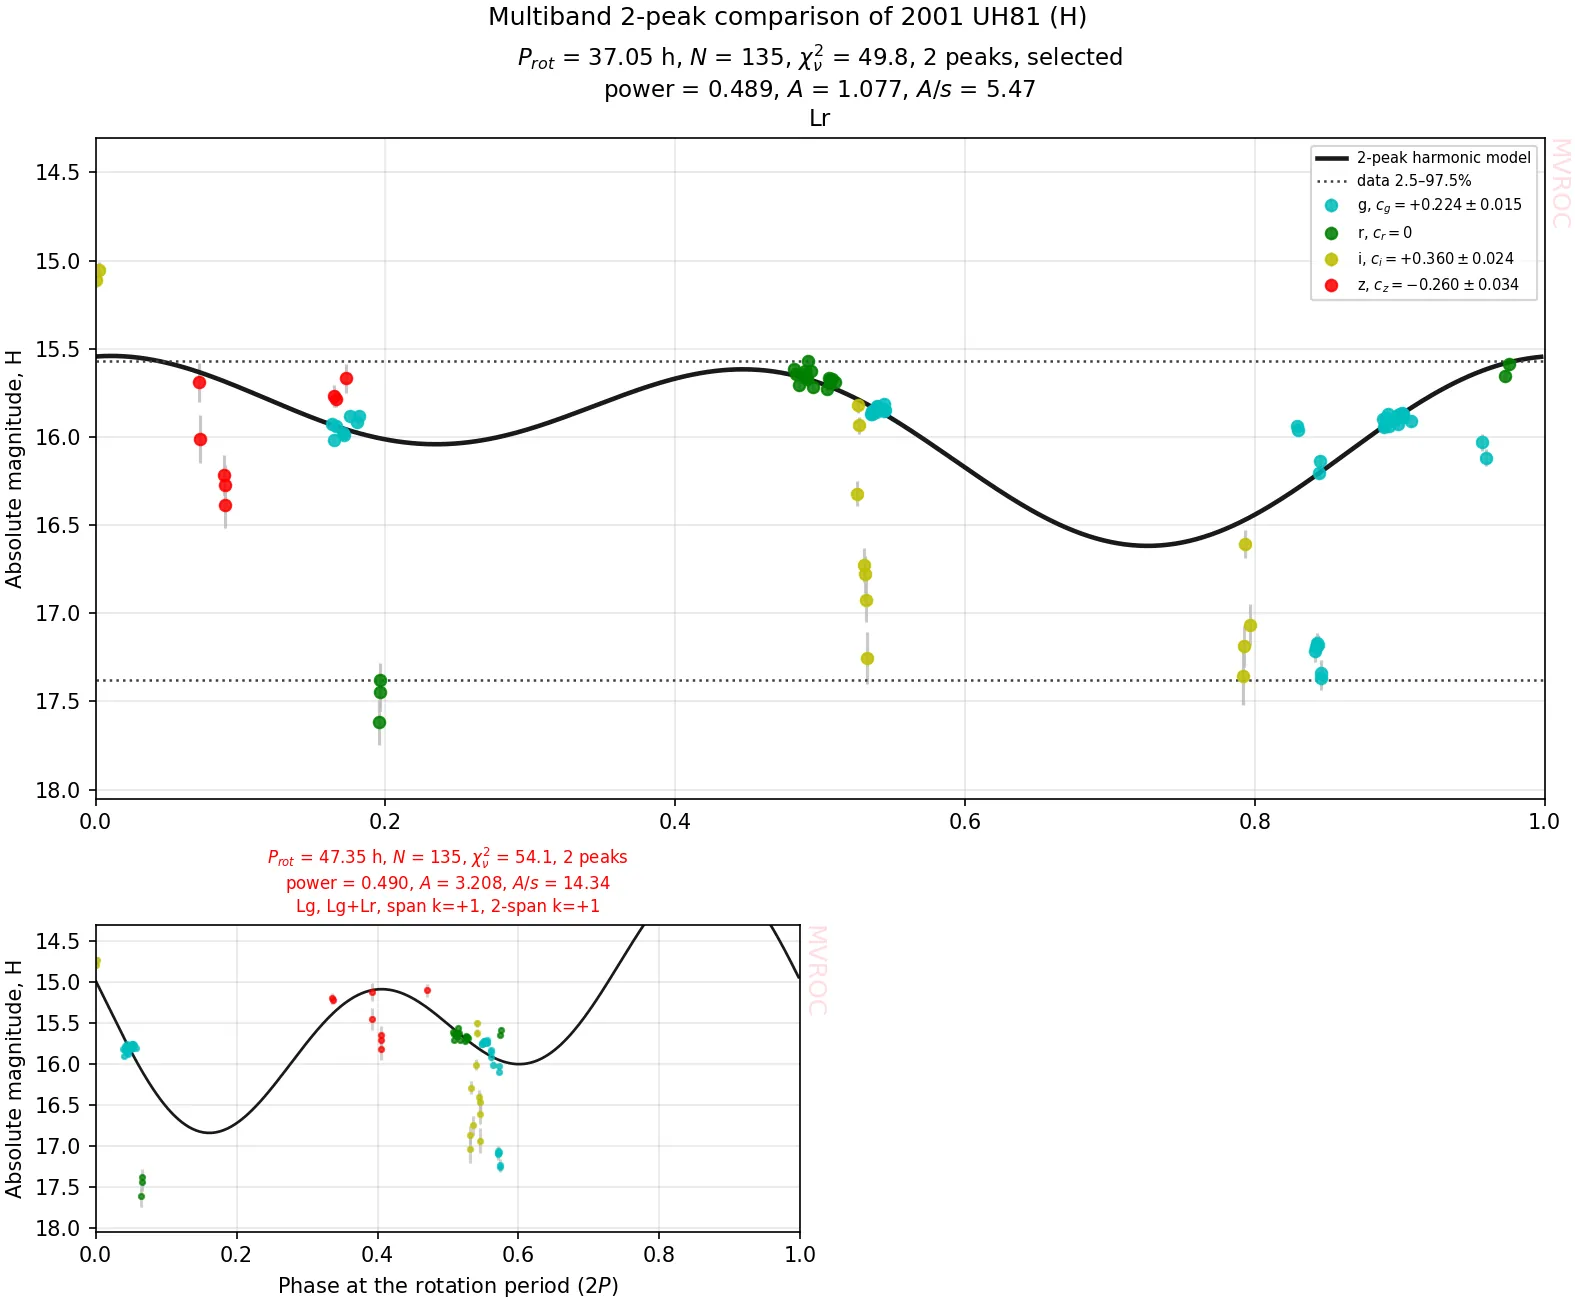 Multiband 2-peak comparison of 2001 UH81 (H)
P_rot = 37.05 h, N = 135, χ²_ν = 49.8, 2 peaks, selected
power = 0.489, A = 1.077, A/s = 5.47
Lr
14.5
15.0
15.5
16.0
16.5
17.0
17.5
18.0
Absolute magnitude, H
2-peak harmonic model
data 2.5–97.5%
g, c_g = +0.224 ± 0.015
r, c_r = 0
i, c_i = +0.360 ± 0.024
z, c_z = −0.260 ± 0.034
MVROC
0.0 0.2 0.4 0.6 0.8 1.0
P_rot = 47.35 h, N = 135, χ²_ν = 54.1, 2 peaks
power = 0.490, A = 3.208, A/s = 14.34
Lg, Lg+Lr, span k=+1, 2-span k=+1
14.5
15.0
15.5
16.0
16.5
17.0
17.5
18.0
Absolute magnitude, H
MVROC
0.0 0.2 0.4 0.6 0.8 1.0
Phase at the rotation period (2P)